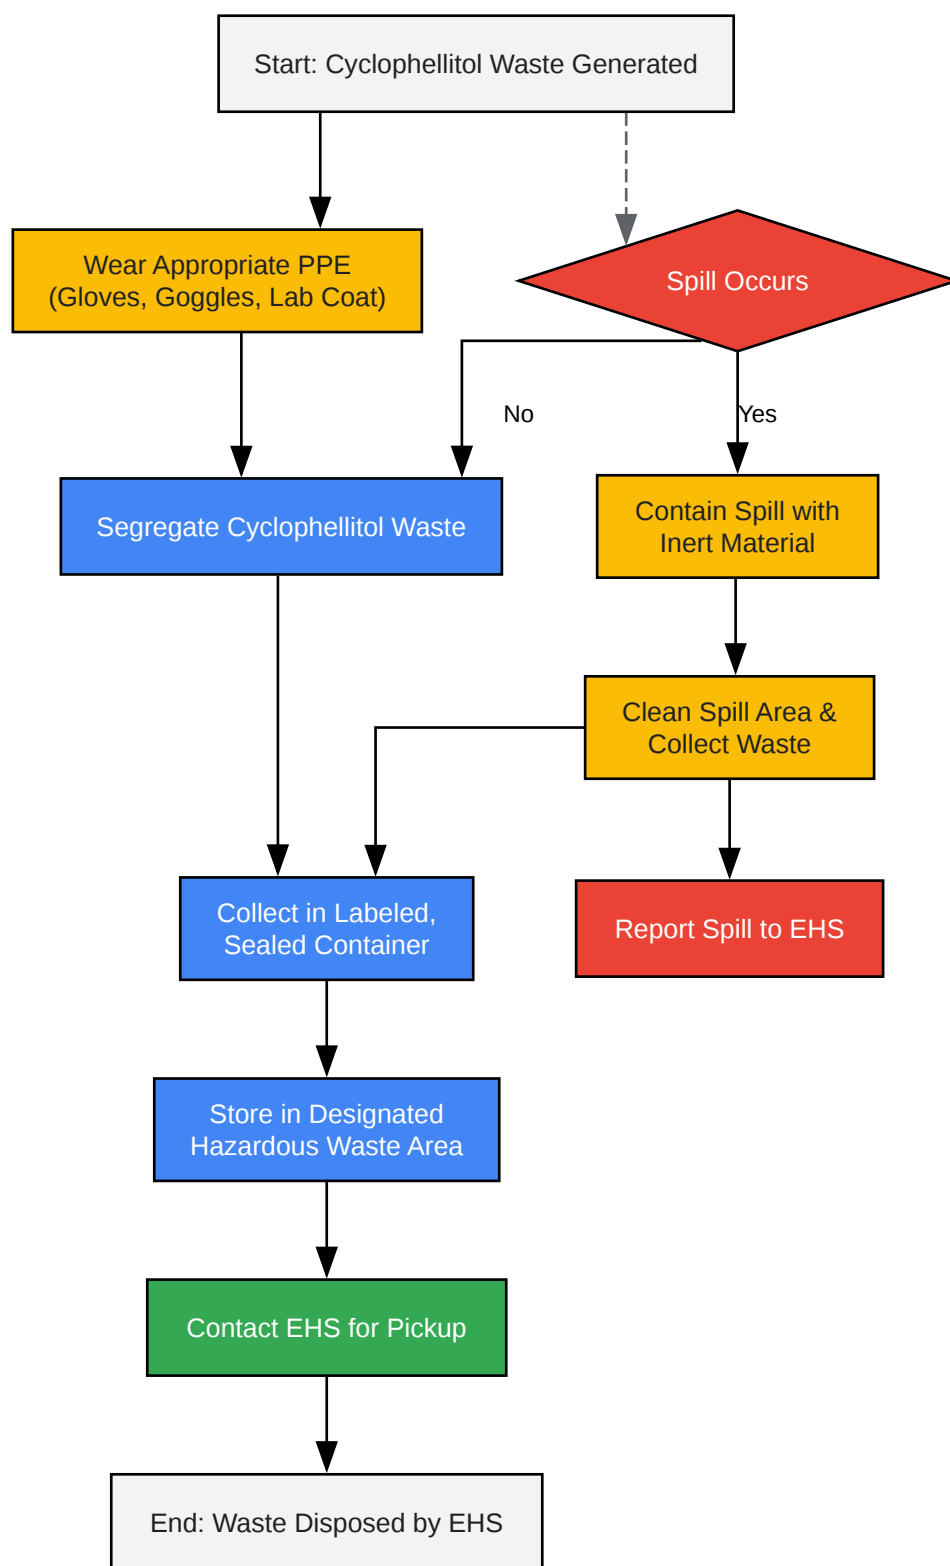 Start: Cyclophellitol Waste Generated
Wear Appropriate PPE
(Gloves, Goggles, Lab Coat)
Spill Occurs
No
Yes
Segregate Cyclophellitol Waste
Contain Spill with
Inert Material
Clean Spill Area &
Collect Waste
Collect in Labeled,
Sealed Container
Report Spill to EHS
Store in Designated
Hazardous Waste Area
Contact EHS for Pickup
End: Waste Disposed by EHS